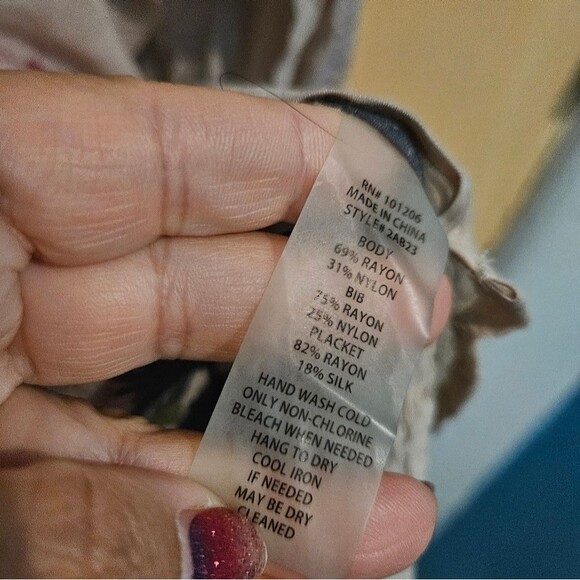 RN# 101206
MADE IN CHINA
STYLE# 2AB23
BODY
69% RAYON
31% NYLON
BIB
75% RAYON
25% NYLON
PLACKET
82% RAYON
18% SILK
HAND WASH COLD
ONLY NON-CHLORINE
BLEACH WHEN NEEDED
HANG TO DRY
COOL IRON
IF NEEDED
MAY BE DRY
CLEANED